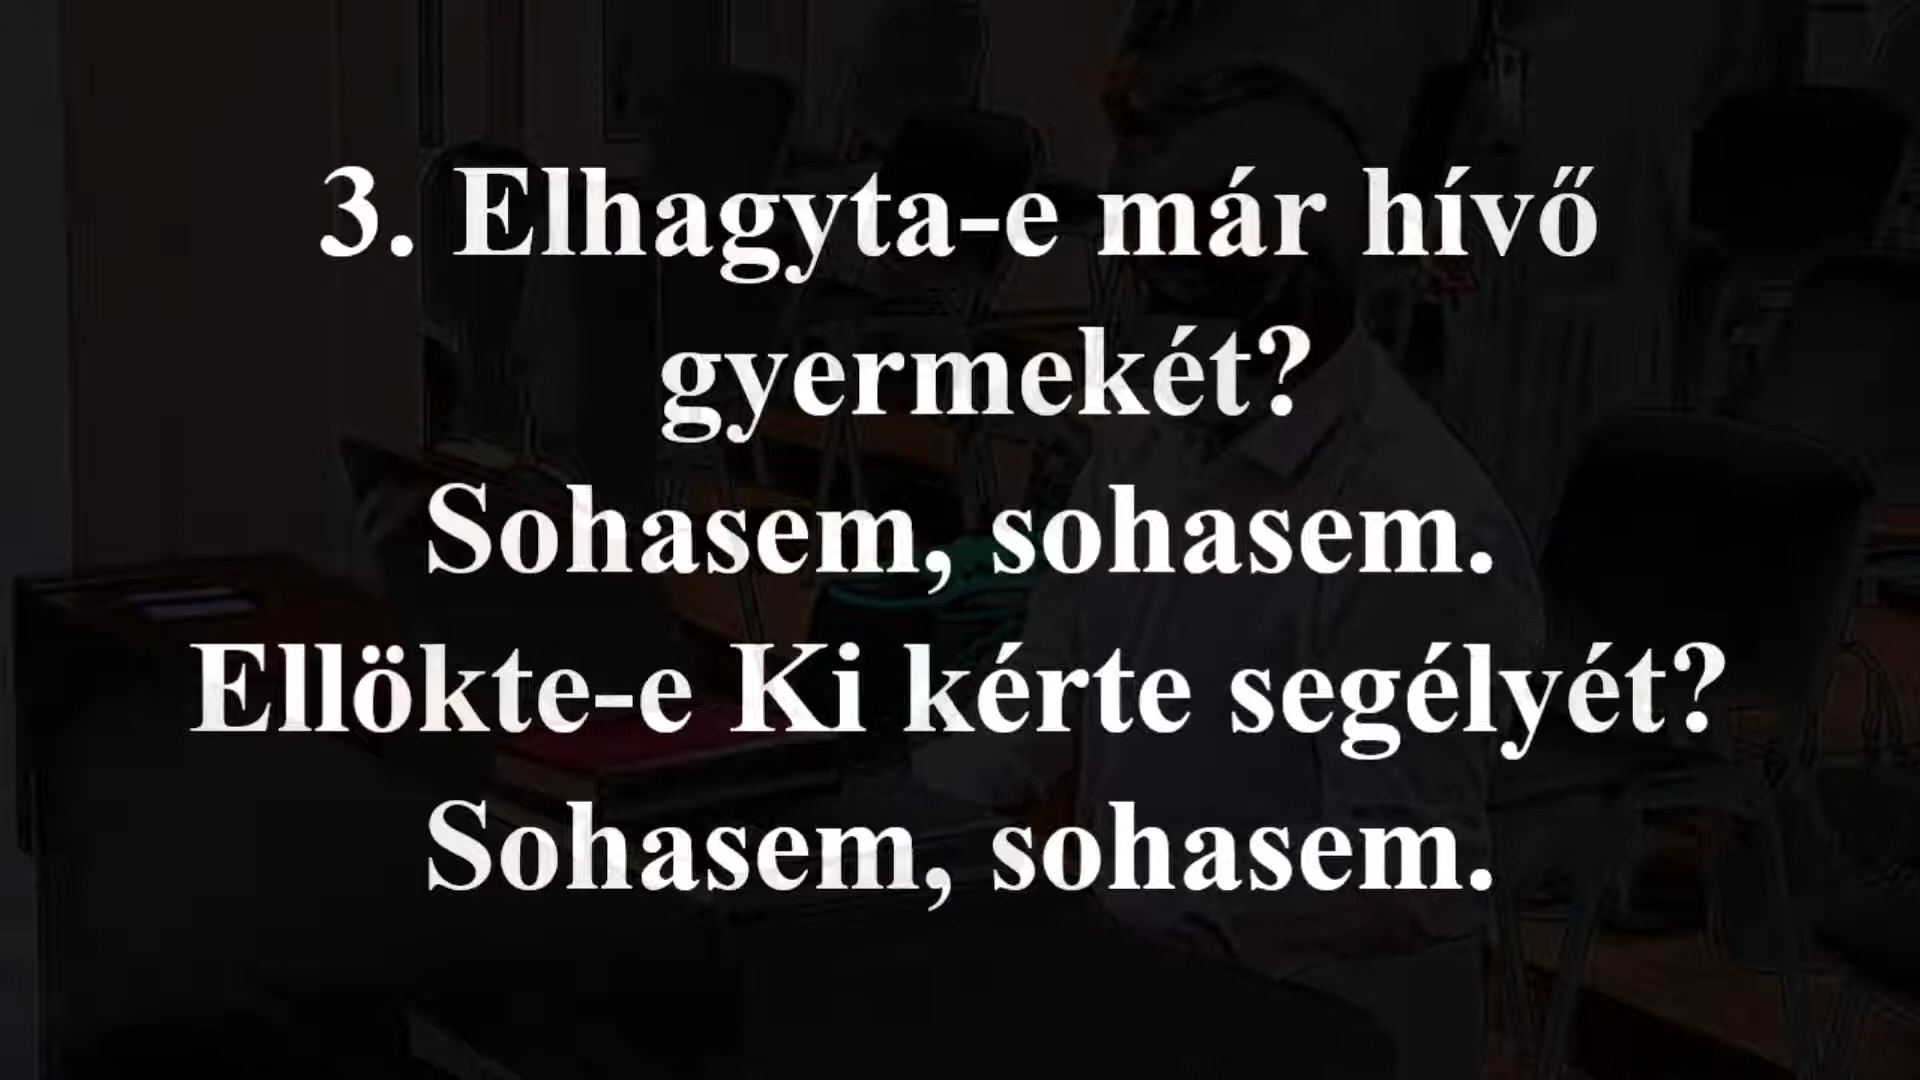 3. Elhagyta-e már hívő
gyermekét?
Sohasem, sohasem.
Ellökte-e Ki kérte segélyét?
Sohasem, sohasem.